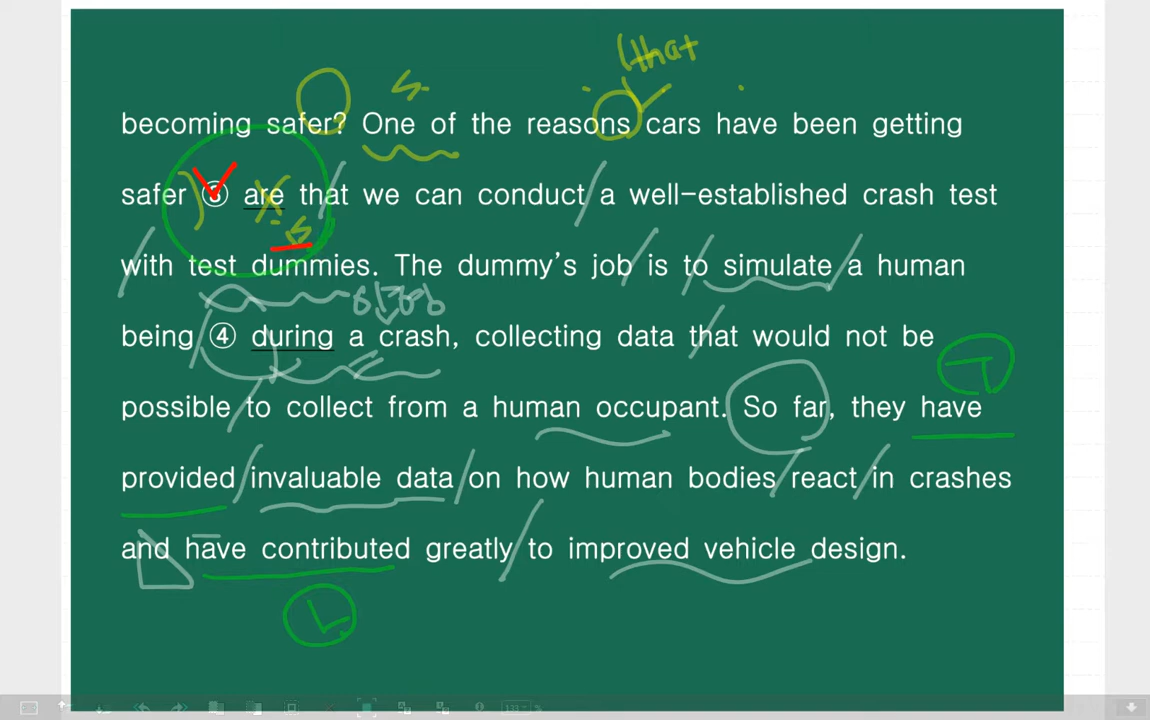 (that
S
becoming safer? One of the reasons cars have been getting
safer ③ are that we can conduct a well-established crash test
is
with test dummies. The dummy's job is to simulate a human
being ④ during a crash, collecting data that would not be
possible to collect from a human occupant. So far, they have
provided invaluable data on how human bodies react in crashes
and have contributed greatly to improved vehicle design.
133 %